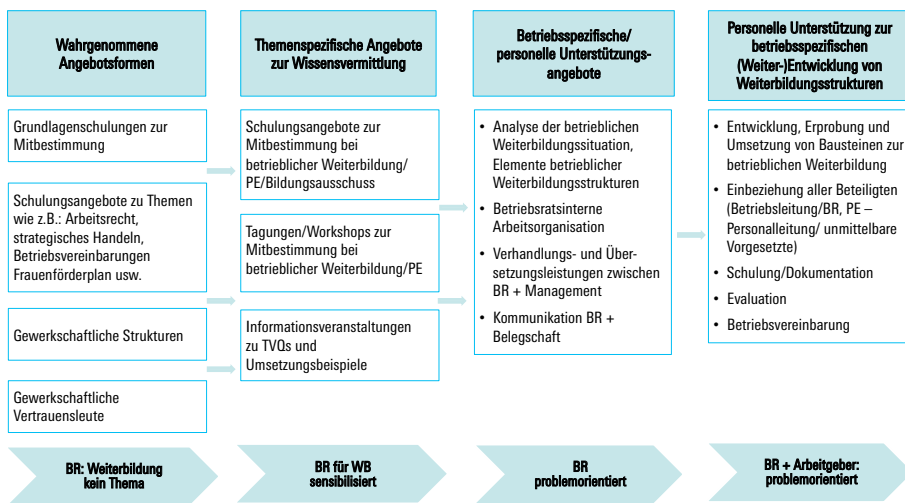 Wahrgenommene
Angebotsformen
Grundlagenschulungen zur
Mitbestimmung
Schulungsangebote zu Themen
wie z.B.: Arbeitsrecht,
strategisches Handeln,
Betriebsvereinbarungen
Frauenförderplan usw.
Gewerkschaftliche Strukturen
Gewerkschaftliche
Vertrauensleute
BR: Weiterbildung
kein Thema
Themenspezifische Angebote
zur Wissensvermittlung
Schulungsangebote zur
Mitbestimmung bei
betrieblicher Weiterbildung/
PE/Bildungsausschuss
Tagungen/Workshops zur
Mitbestimmung bei
betrieblicher Weiterbildung/PE
Informationsveranstaltungen
zu TVQs und
Umsetzungsbeispiele
BR für WB
sensibilisiert
Betriebsspezifische/
personelle Unterstützungs-
angebote
• Analyse der betrieblichen
Weiterbildungssituation,
Elemente betrieblicher
Weiterbildungsstrukturen
• Betriebsratsinterne
Arbeitsorganisation
• Verhandlungs- und Über-
setzungsleistungen zwischen
BR + Management
• Kommunikation BR +
Belegschaft
BR
problemorientiert
Personelle Unterstützung zur
betriebsspezifischen
(Weiter-)Entwicklung von
Weiterbildungsstrukturen
• Entwicklung, Erprobung und
Umsetzung von Bausteinen zur
betrieblichen Weiterbildung
• Einbeziehung aller Beteiligten
(Betriebsleitung/BR, PE –
Personalleitung/ unmittelbare
Vorgesetzte)
• Schulung/Dokumentation
• Evaluation
• Betriebsvereinbarung
BR + Arbeitgeber:
problemorientiert